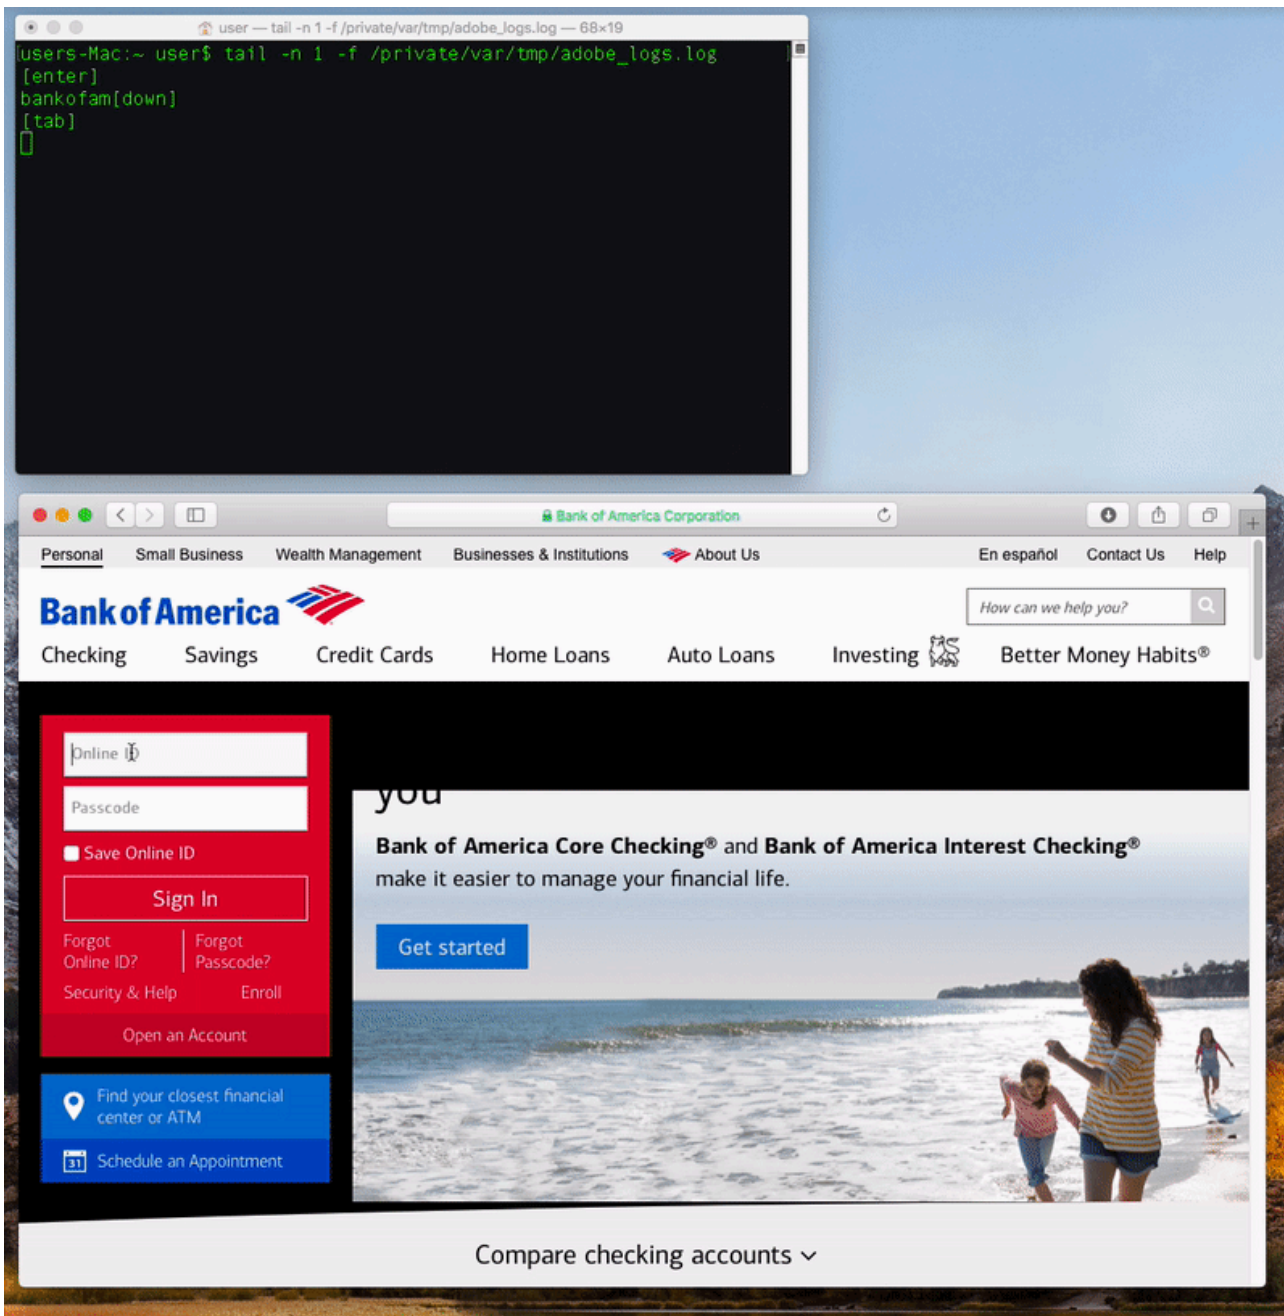 user — tail -n 1 -f /private/var/tmp/adobe_logs.log — 68×19
[users-Mac:~ user$ tail -n 1 -f /private/var/tmp/adobe_logs.log ]
[enter]
bankofam[down]
[tab]
Bank of America Corporation
Personal Small Business Wealth Management Businesses & Institutions About Us En español Contact Us Help
Bank of America
How can we help you?
Checking Savings Credit Cards Home Loans Auto Loans Investing Better Money Habits®
Online ID
Passcode
Save Online ID
Sign In
Forgot Online ID?
Forgot Passcode?
Security & Help Enroll
Open an Account
Find your closest financial
center or ATM
31 Schedule an Appointment
you
Bank of America Core Checking® and Bank of America Interest Checking®
make it easier to manage your financial life.
Get started
Compare checking accounts